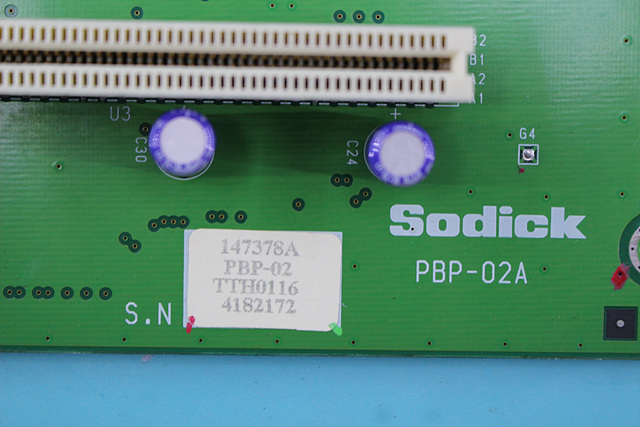 B2
B1
A2
A1
U3
+
C30
C24
G4
Sodick
PBP-02A
147378A
PBP-02
TTH0116
4182172
S.N